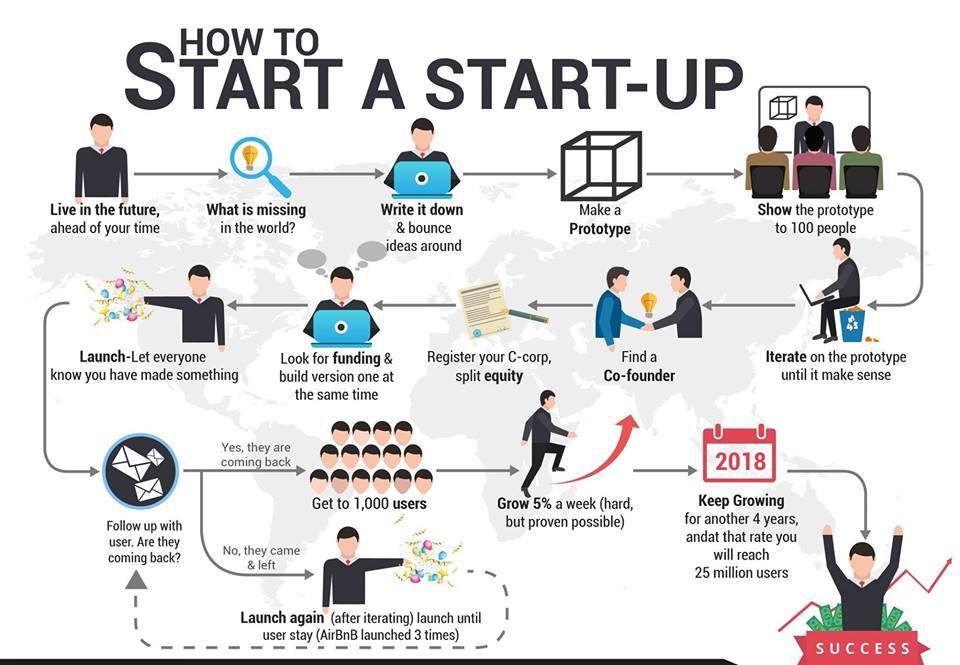 HOW TO
START A START-UP
Live in the future,
ahead of your time
What is missing
in the world?
Write it down
& bounce
ideas around
Make a
Prototype
Show the prototype
to 100 people
Launch-Let everyone
know you have made something
Look for funding &
build version one at
the same time
Register your C-corp,
split equity
Find a
Co-founder
Iterate on the prototype
until it make sense
Follow up with
user. Are they
coming back?
Yes, they are
coming back
Get to 1,000 users
Grow 5% a week (hard,
but proven possible)
2018
Keep Growing
for another 4 years,
andat that rate you
will reach
25 million users
No, they came
& left
Launch again (after iterating) launch until
user stay (AirBnB launched 3 times)
SUCCESS